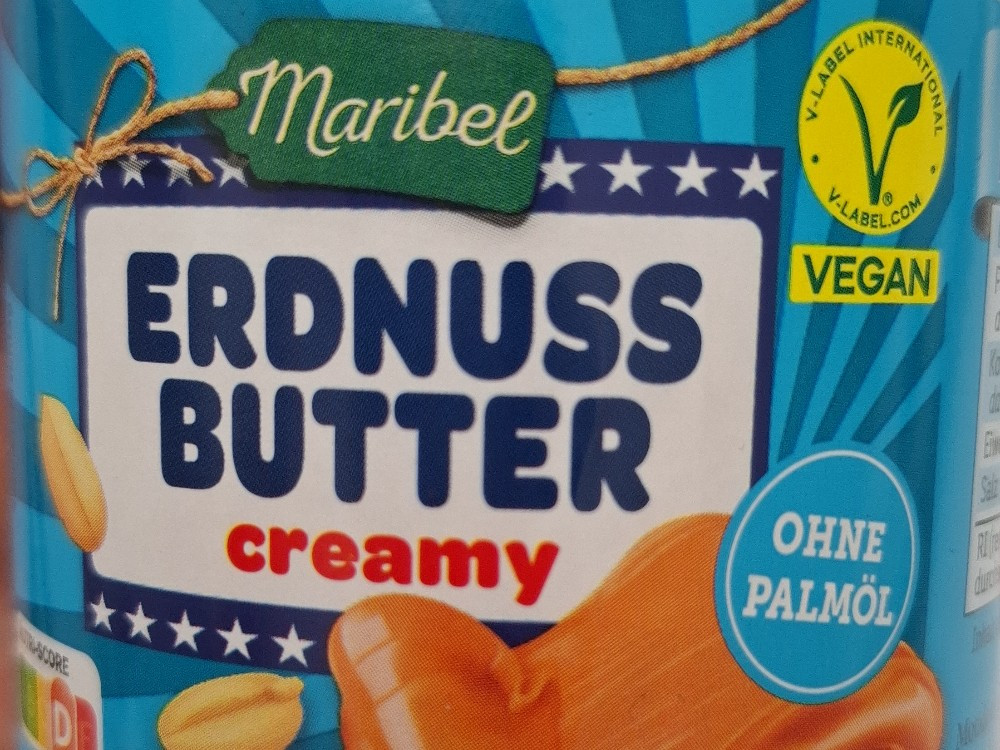 Maribel
V-LABEL INTERNATIONAL
V-LABEL.COM
®
VEGAN
ERDNUSS
BUTTER
creamy
OHNE
PALMÖL
D